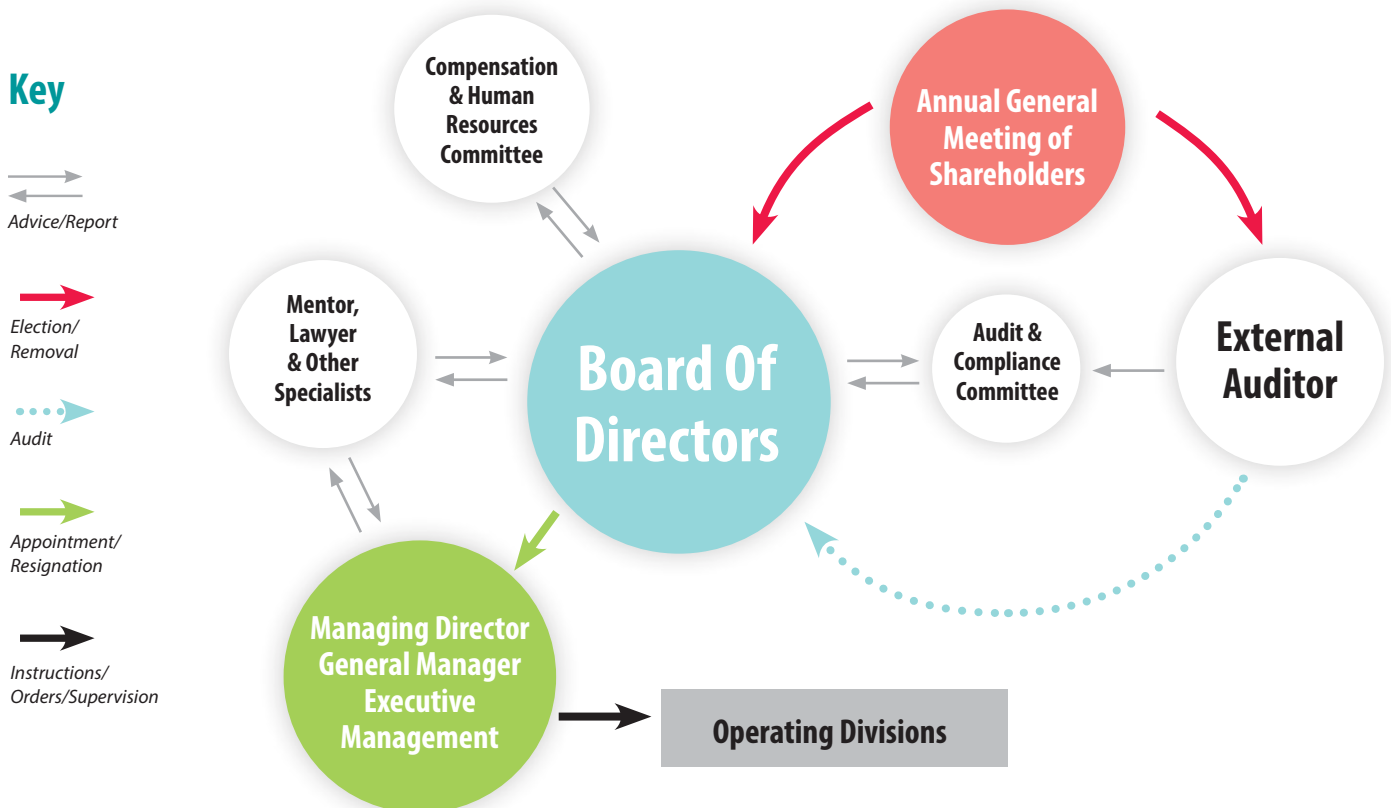 Key
Advice/Report
Election/
Removal
Audit
Appointment/
Resignation
Instructions/
Orders/Supervision
Compensation
& Human
Resources
Committee
Annual General
Meeting of
Shareholders
Mentor,
Lawyer
& Other
Specialists
Board Of
Directors
Audit &
Compliance
Committee
External
Auditor
Managing Director
General Manager
Executive
Management
Operating Divisions